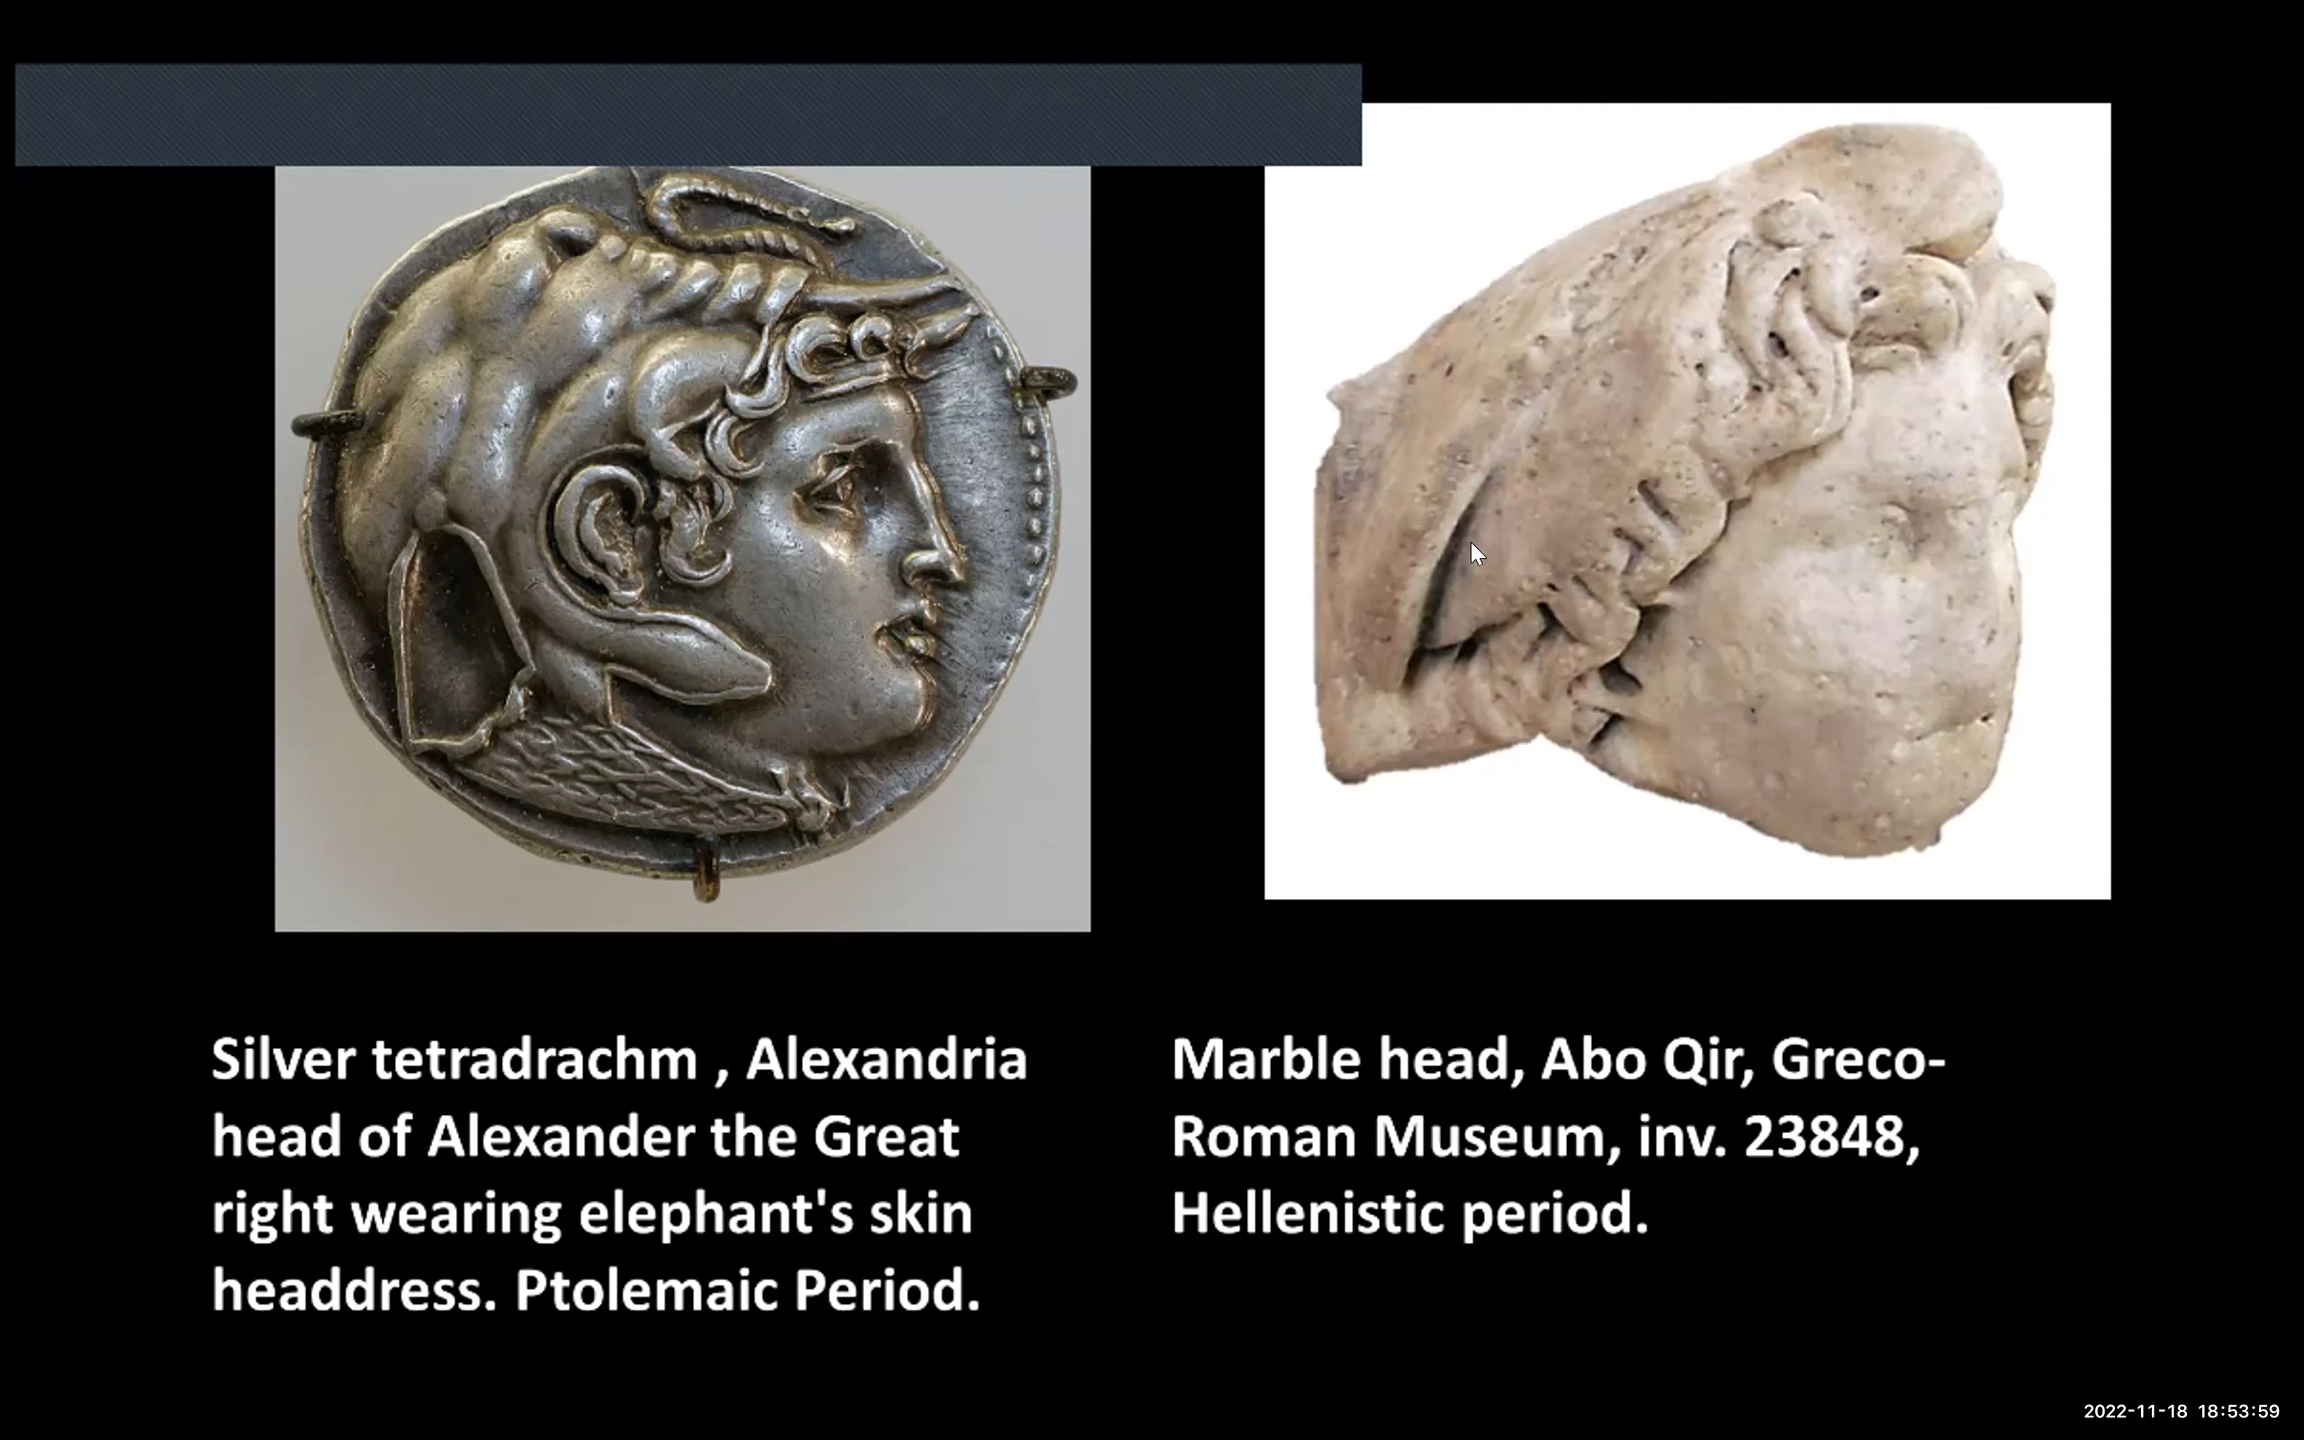 Silver tetradrachm , Alexandria
head of Alexander the Great
right wearing elephant's skin
headdress. Ptolemaic Period.
Marble head, Abo Qir, Greco-
Roman Museum, inv. 23848,
Hellenistic period.
2022-11-18 18:53:59